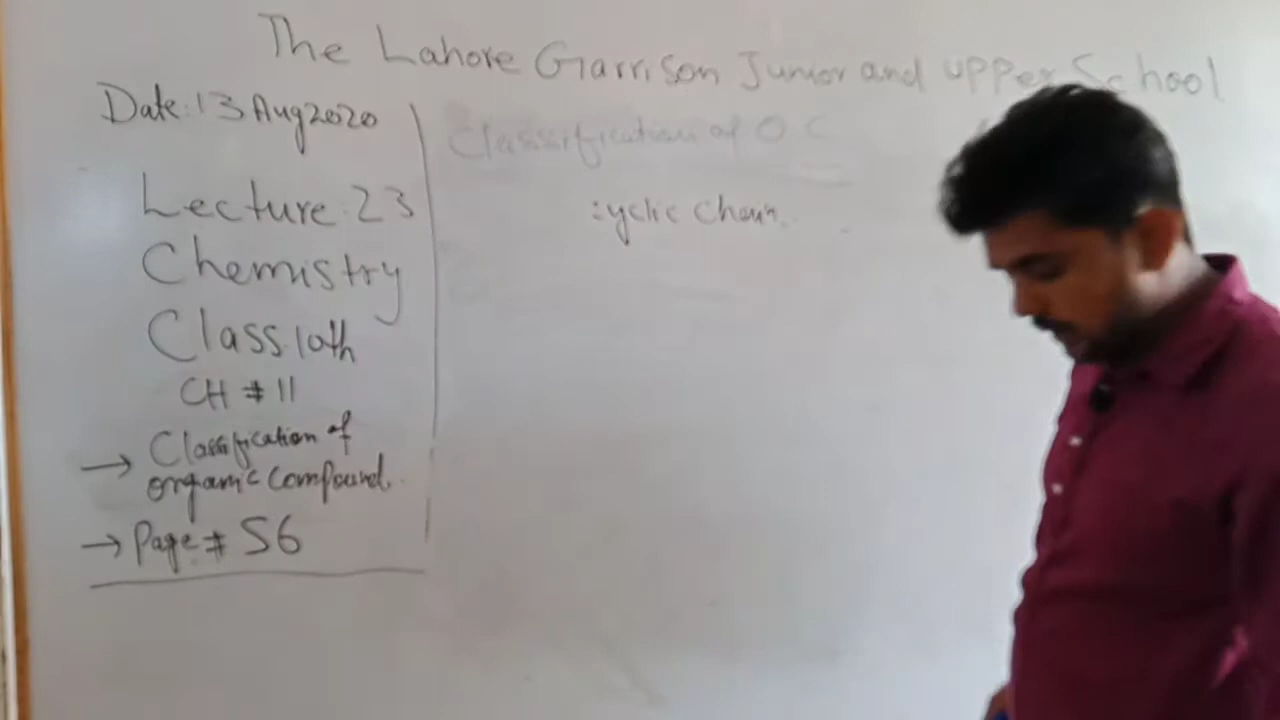 The Lahore Garrison Junior and upper School
Date: 13 Aug 2020
Lecture 23
Chemistry
Class 10th
CH # 11
→ Classification of
organic compound.
→ Page # 56
Classification of O C
cyclic chain.